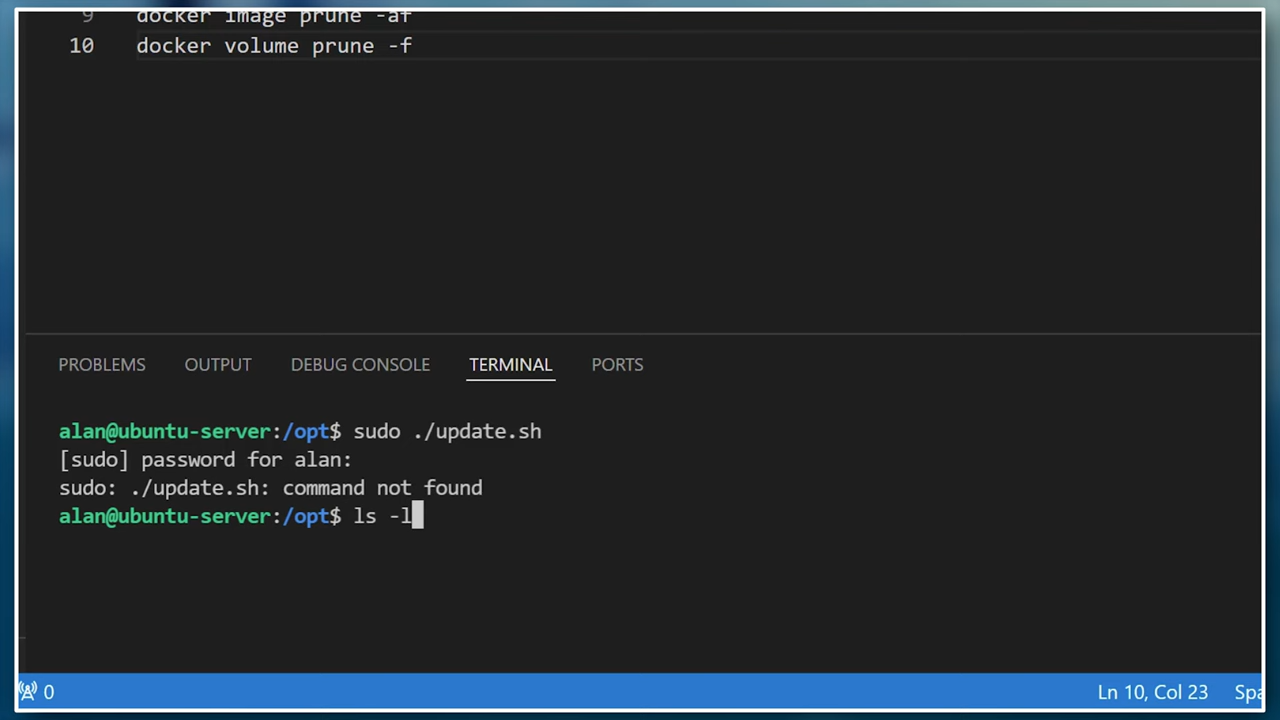 9 docker image prune -af
10 docker volume prune -f
PROBLEMS OUTPUT DEBUG CONSOLE TERMINAL PORTS
alan@ubuntu-server:/opt$ sudo ./update.sh
[sudo] password for alan:
sudo: ./update.sh: command not found
alan@ubuntu-server:/opt$ ls -l
0 Ln 10, Col 23 Spa